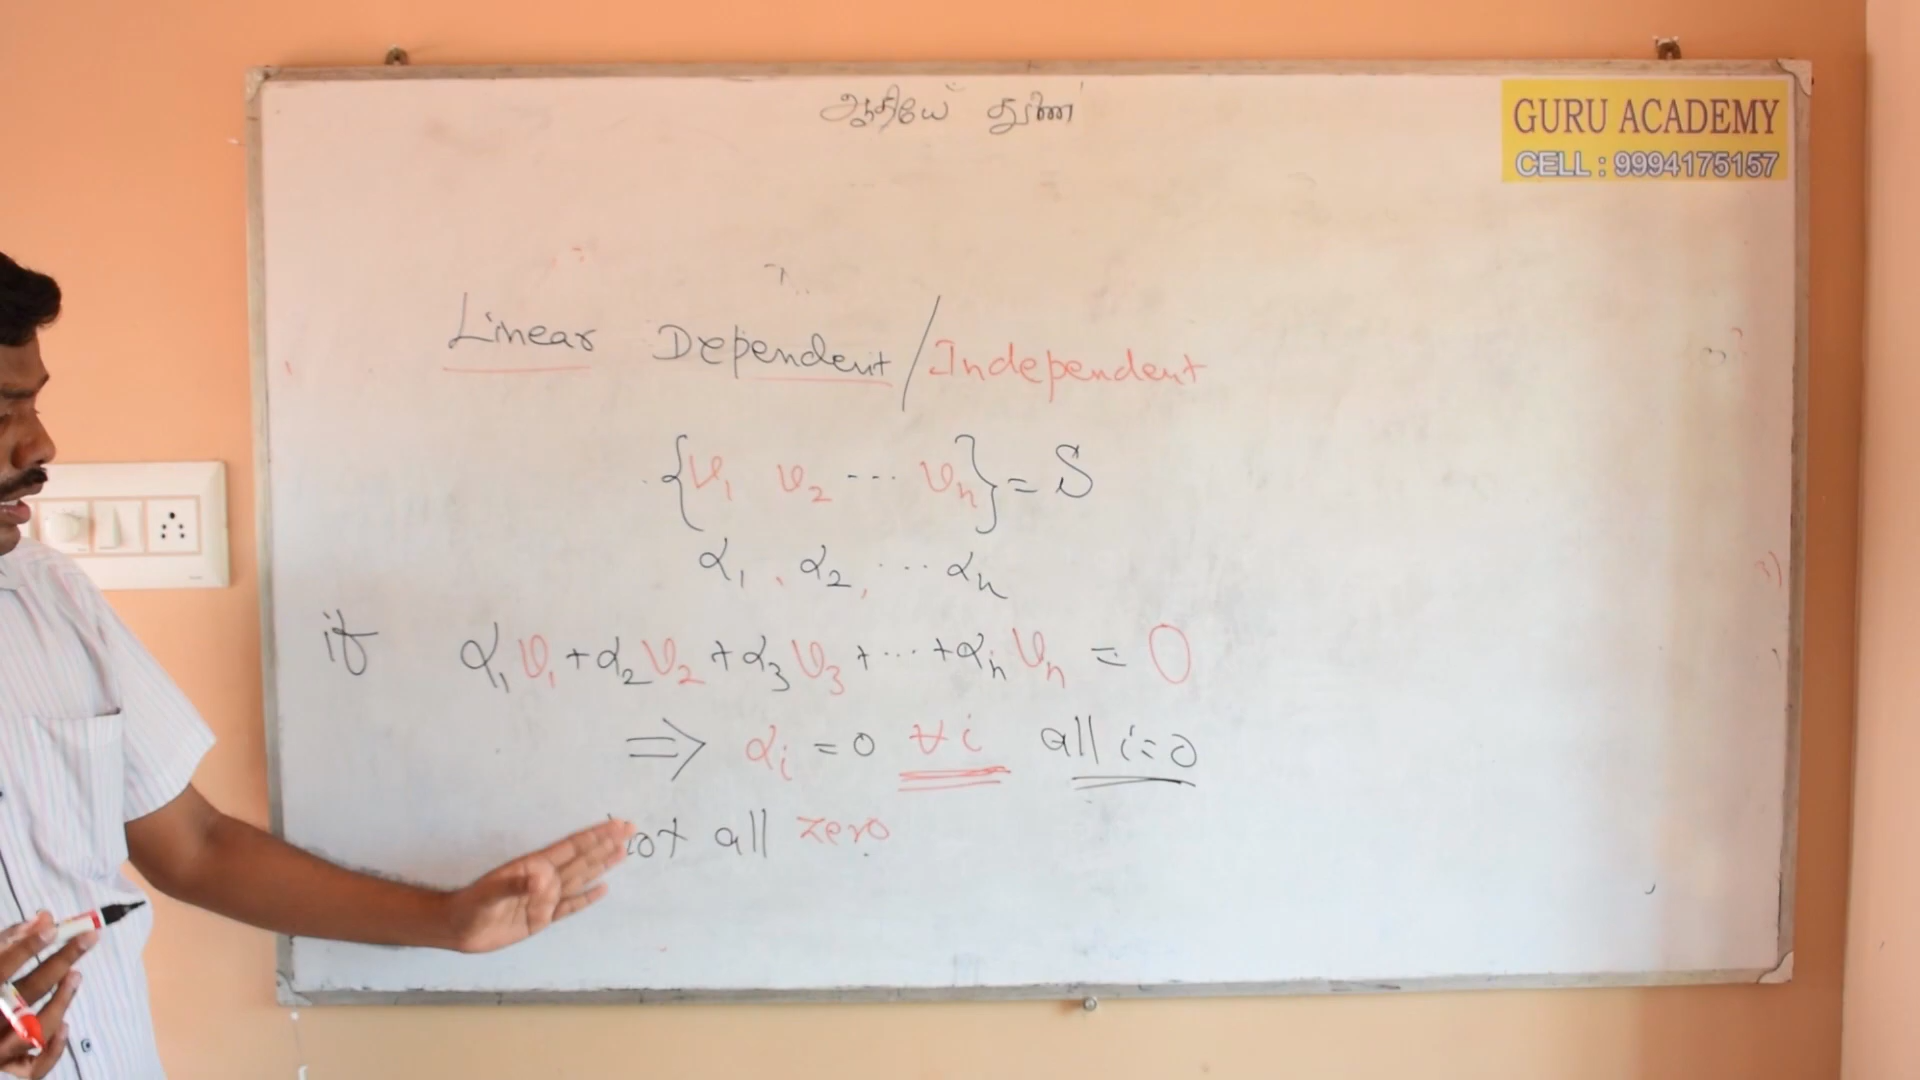 ஆதியே துணை
GURU ACADEMY
CELL : 9994175157
Linear Dependent / Independent
{v₁ v₂ --- vₙ} = S
α₁, α₂, ... αₙ
if α₁v₁ + α₂v₂ + α₃v₃ + ... + αₙvₙ = 0
⇒ αᵢ = 0 ∀ i all i = 0
not all zero